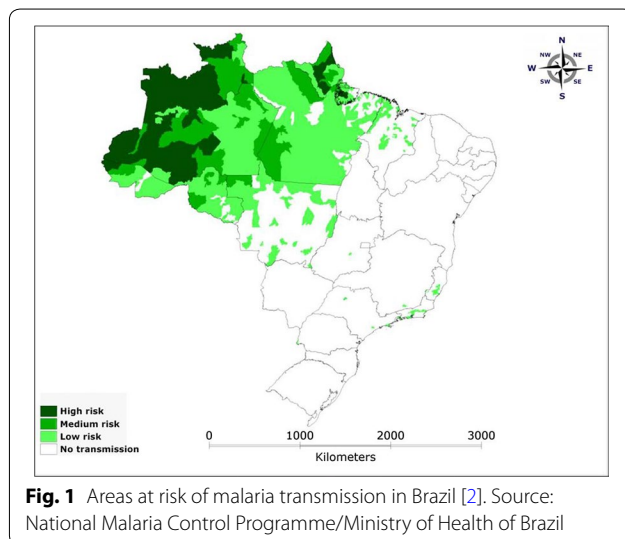 N
NW NE
W E
SW SE
S
High risk
Medium risk
Low risk
No transmission
0 1000 2000 3000
Kilometers
Fig. 1 Areas at risk of malaria transmission in Brazil [2]. Source:
National Malaria Control Programme/Ministry of Health of Brazil